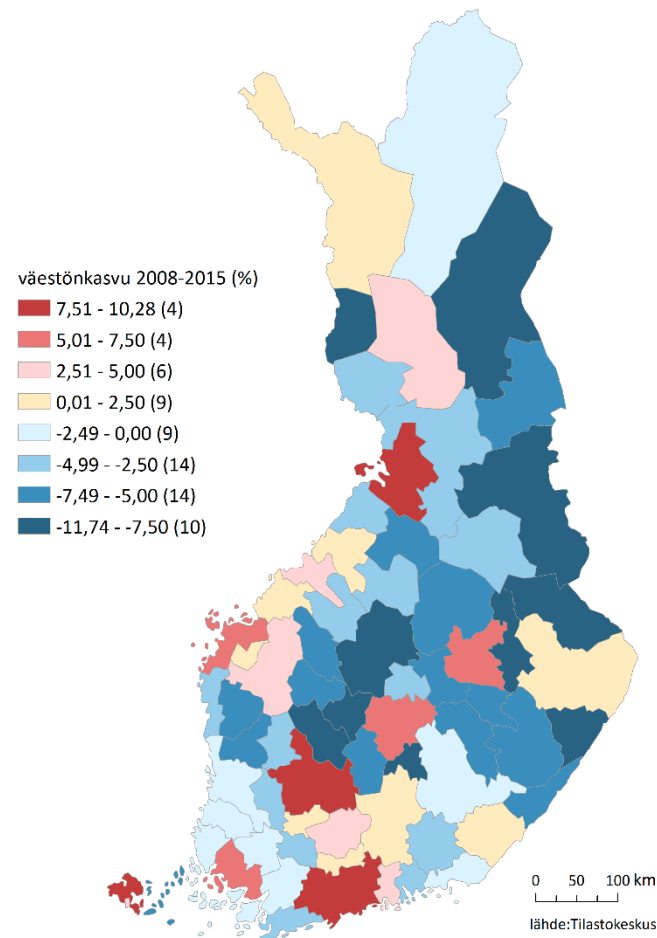 väestönkasvu 2008-2015 (%)
7,51 - 10,28 (4)
5,01 - 7,50 (4)
2,51 - 5,00 (6)
0,01 - 2,50 (9)
-2,49 - 0,00 (9)
-4,99 - -2,50 (14)
-7,49 - -5,00 (14)
-11,74 - -7,50 (10)
0 50 100 km
lähde:Tilastokeskus